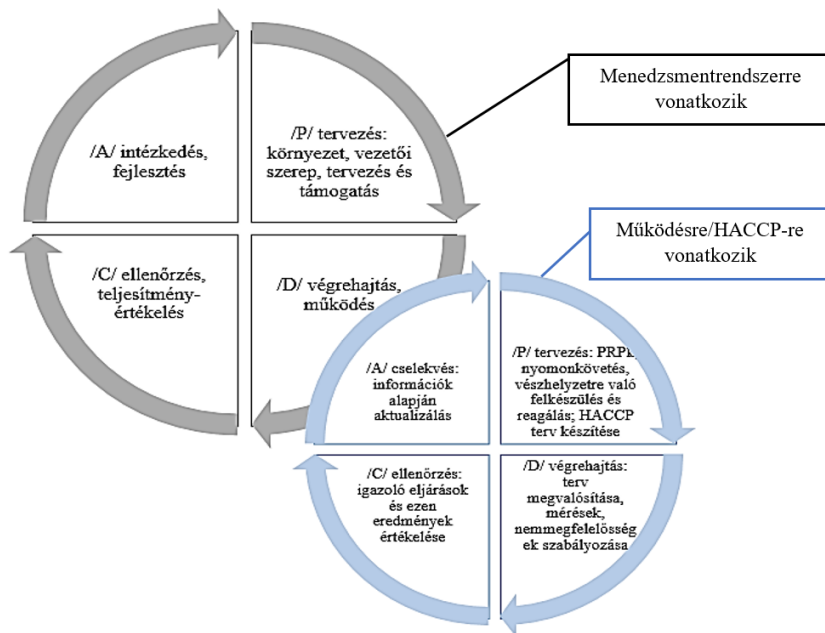 Menedzsmentrendszerre
vonatkozik
/A/ intézkedés,
fejlesztés
/P/ tervezés:
környezet, vezetői
szerep, tervezés és
támogatás
/C/ ellenőrzés,
teljesítmény-
értékelés
/D/ végrehajtás,
működés
Működésre/HACCP-re
vonatkozik
/A/ cselekvés:
információk
alapján
aktualizálás
/P/ tervezés: PRPk,
nyomonkövetés,
vészhelyzetre való
felkészülés és
reagálás; HACCP
terv készítése
/C/ ellenőrzés:
igazoló eljárások
és ezen
eredmények
értékelése
/D/ végrehajtás:
terv
megvalósítása,
mérések,
nemmegfelelősség
ek szabályozása